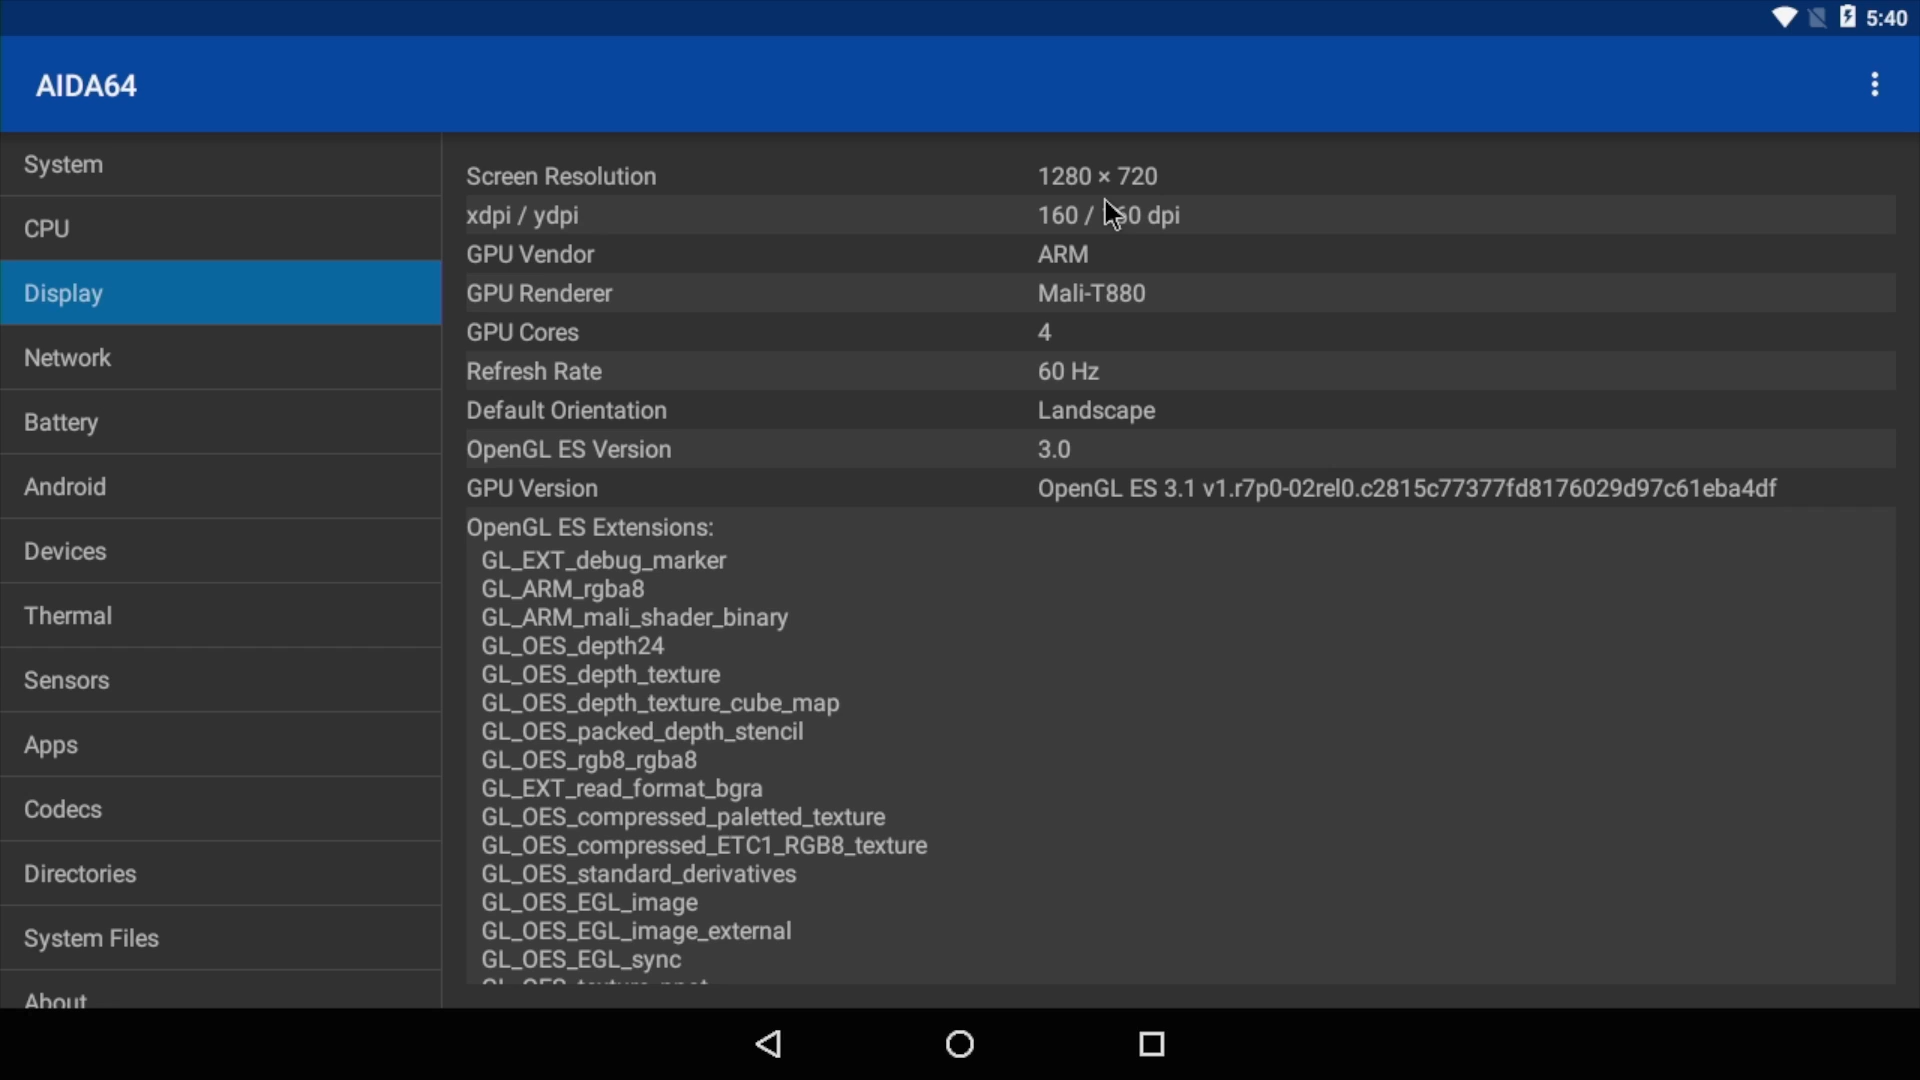 5:40
AIDA64
System
CPU
Display
Network
Battery
Android
Devices
Thermal
Sensors
Apps
Codecs
Directories
System Files
About
Screen Resolution 1280 × 720
xdpi / ydpi 160 / 160 dpi
GPU Vendor ARM
GPU Renderer Mali-T880
GPU Cores 4
Refresh Rate 60 Hz
Default Orientation Landscape
OpenGL ES Version 3.0
GPU Version OpenGL ES 3.1 v1.r7p0-02rel0.c2815c77377fd8176029d97c61eba4df
OpenGL ES Extensions:
GL_EXT_debug_marker
GL_ARM_rgba8
GL_ARM_mali_shader_binary
GL_OES_depth24
GL_OES_depth_texture
GL_OES_depth_texture_cube_map
GL_OES_packed_depth_stencil
GL_OES_rgb8_rgba8
GL_EXT_read_format_bgra
GL_OES_compressed_paletted_texture
GL_OES_compressed_ETC1_RGB8_texture
GL_OES_standard_derivatives
GL_OES_EGL_image
GL_OES_EGL_image_external
GL_OES_EGL_sync